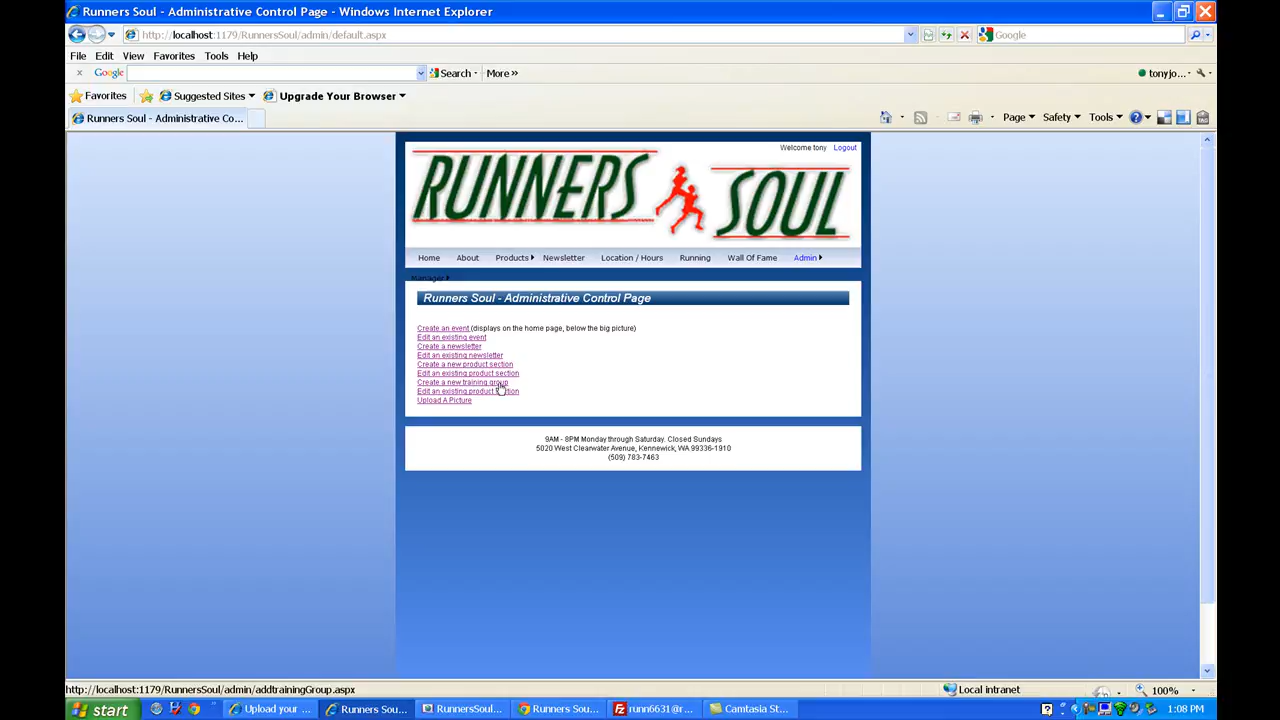 Runners Soul - Administrative Control Page - Windows Internet Explorer
http://localhost:1179/RunnersSoul/admin/default.aspx
Google
File Edit View Favorites Tools Help
x Google Search More »
tonyjo...
Favorites Suggested Sites Upgrade Your Browser
Runners Soul - Administrative Co...
Page Safety Tools
Welcome tony Logout
RUNNERS SOUL
Home About Products Newsletter Location / Hours Running Wall Of Fame Admin
Manager
Runners Soul - Administrative Control Page
Create an event (displays on the home page, below the big picture)
Edit an existing event
Create a newsletter
Edit an existing newsletter
Create a new product section
Edit an existing product section
Create a new training group
Edit an existing product section
Upload A Picture
9AM - 8PM Monday through Saturday. Closed Sundays
5020 West Clearwater Avenue, Kennewick, WA 99336-1910
(509) 783-7463
http://localhost:1179/RunnersSoul/admin/addtrainingGroup.aspx
Local intranet
100%
start
Upload your ...
Runners Sou...
RunnersSoul...
Runners Sou...
runn6631@r...
Camtasia St...
1:08 PM